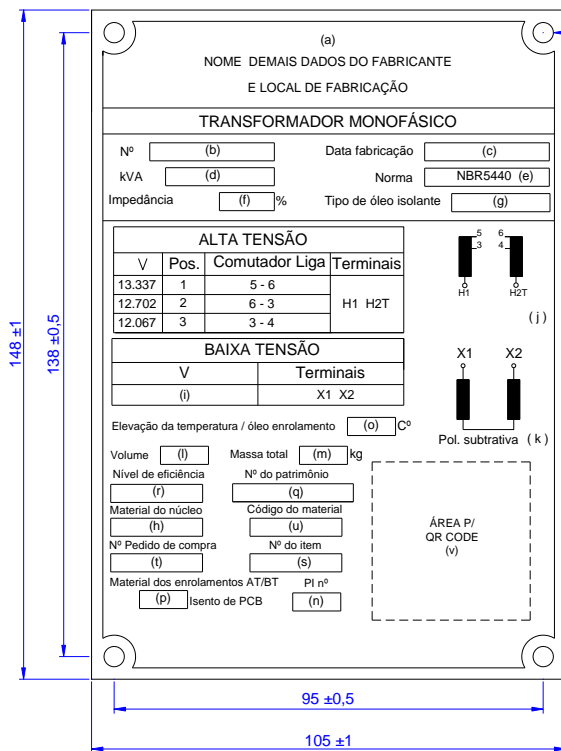 (a)
NOME DEMAIS DADOS DO FABRICANTE
E LOCAL DE FABRICAÇÃO
TRANSFORMADOR MONOFÁSICO
Nº (b) Data fabricação (c)
kVA (d) Norma NBR5440 (e)
Impedância (f) % Tipo de óleo isolante (g)
ALTA TENSÃO
V Pos. Comutador Liga Terminais
13.337 1 5 - 6
12.702 2 6 - 3 H1 H2T
12.067 3 3 - 4
5 6
3 4
H1 H2T
(j)
BAIXA TENSÃO
V Terminais
(i) X1 X2
X1 X2
Pol. subtrativa (k)
Elevação da temperatura / óleo enrolamento (o) Cº
Volume (l) Massa total (m) kg
Nível de eficiência Nº do patrimônio
(r) (q)
Material do núcleo Código do material
(h) (u)
Nº Pedido de compra Nº do item
(t) (s)
Material dos enrolamentos AT/BT PI nº
(p) Isento de PCB (n)
ÁREA P/
QR CODE
(v)
148 ±1
138 ±0,5
95 ±0,5
105 ±1